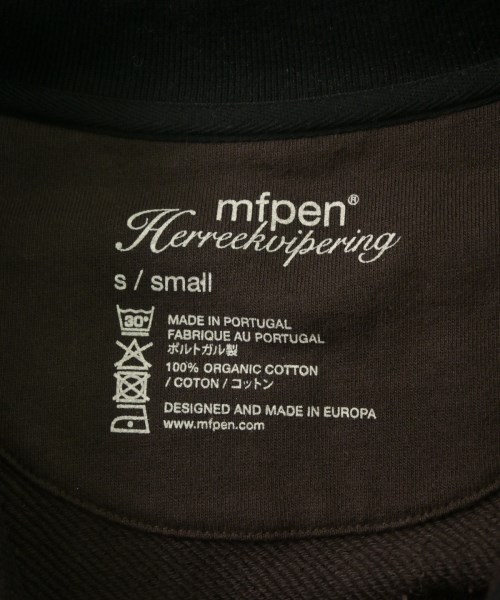 mfpen®
Herreekvipering
s / small
30°
MADE IN PORTUGAL
FABRIQUE AU PORTUGAL
ポルトガル製
100% ORGANIC COTTON
/ COTON / コットン
DESIGNED AND MADE IN EUROPA
www.mfpen.com